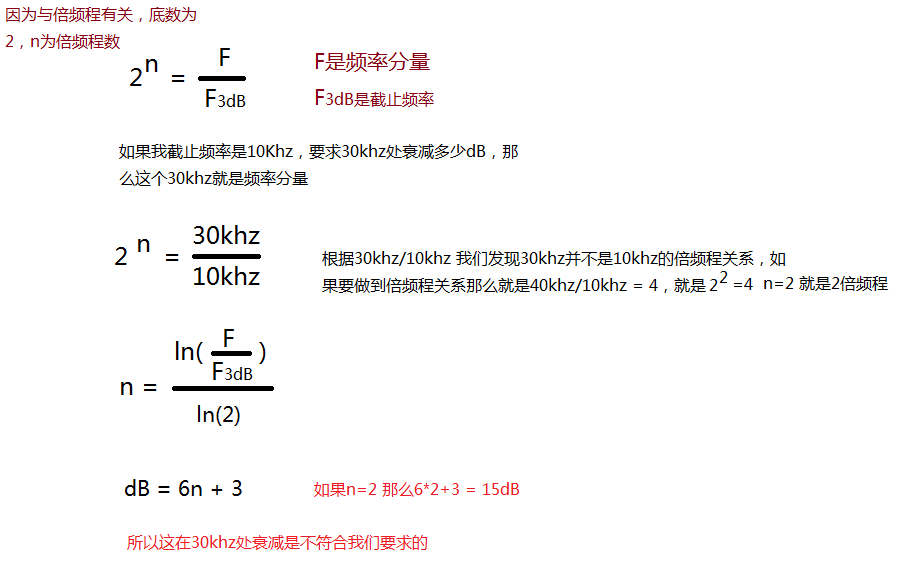 因为与倍频程有关，底数为
2，n为倍频程数
2^n = F / F3dB
F是频率分量
F3dB是截止频率
如果我截止频率是10Khz，要求30khz处衰减多少dB，那
么这个30khz就是频率分量
2^n = 30khz / 10khz
根据30khz/10khz 我们发现30khz并不是10khz的倍频程关系，如
果要做到倍频程关系那么就是40khz/10khz = 4，就是 2^2 =4 n=2 就是2倍频程
n = ln( F / F3dB ) / ln(2)
dB = 6n + 3
如果n=2 那么6*2+3 = 15dB
所以这在30khz处衰减是不符合我们要求的